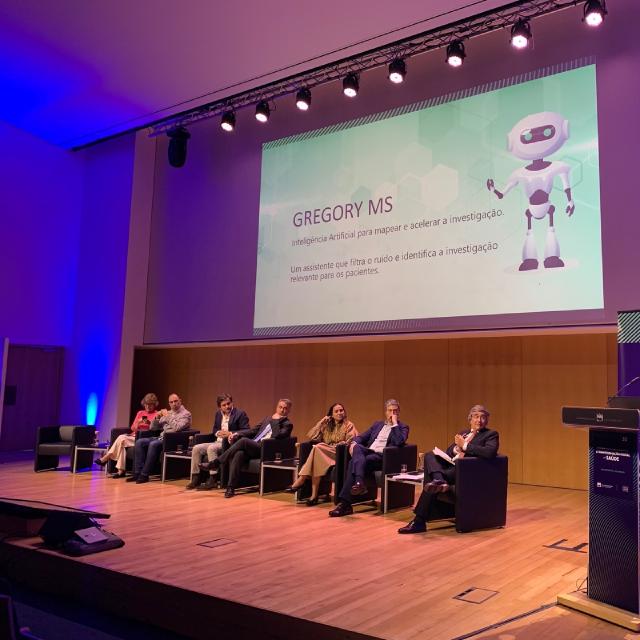 GREGORY MS
Inteligência Artificial para mapear e acelerar a investigação.
Um assistente que filtra o ruído e identifica a investigação
relevante para os pacientes.
SAÚDE